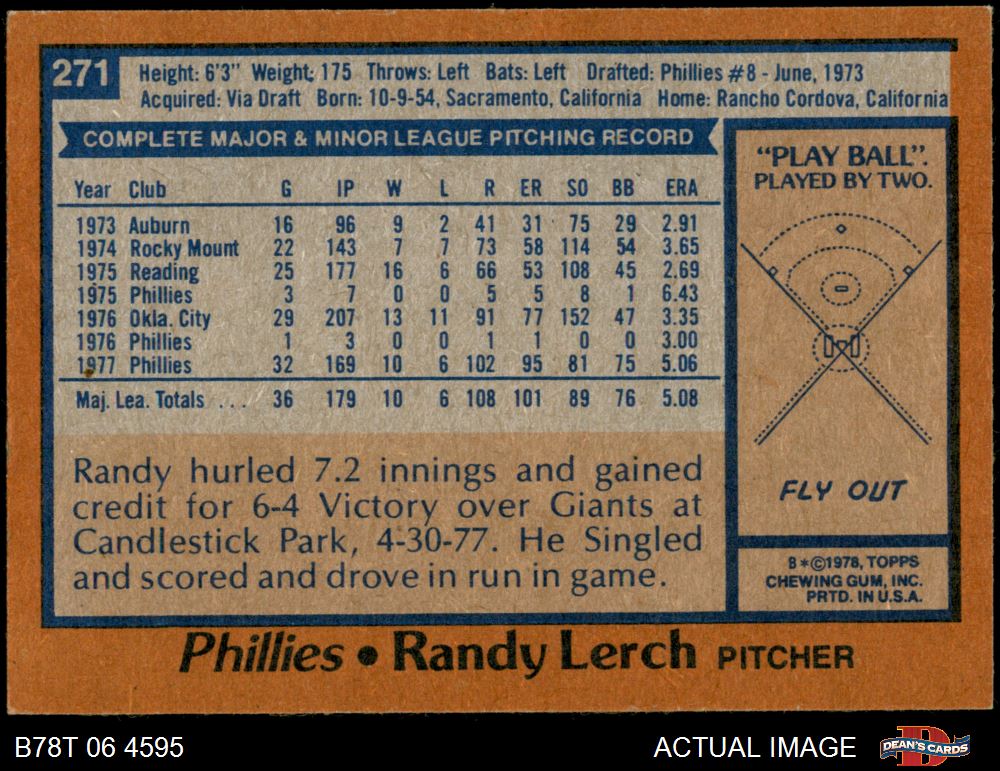 271
Height: 6'3" Weight: 175 Throws: Left Bats: Left Drafted: Phillies #8 - June, 1973
Acquired: Via Draft Born: 10-9-54, Sacramento, California Home: Rancho Cordova, California
COMPLETE MAJOR & MINOR LEAGUE PITCHING RECORD
Year Club G IP W L R ER SO BB ERA
1973 Auburn 16 96 9 2 41 31 75 29 2.91
1974 Rocky Mount 22 143 7 7 73 58 114 54 3.65
1975 Reading 25 177 16 6 66 53 108 45 2.69
1975 Phillies 3 7 0 0 5 5 8 1 6.43
1976 Okla. City 29 207 13 11 91 77 152 47 3.35
1976 Phillies 1 3 0 0 1 1 0 0 3.00
1977 Phillies 32 169 10 6 102 95 81 75 5.06
Maj. Lea. Totals ... 36 179 10 6 108 101 89 76 5.08
Randy hurled 7.2 innings and gained
credit for 6-4 Victory over Giants at
Candlestick Park, 4-30-77. He Singled
and scored and drove in run in game.
"PLAY BALL".
PLAYED BY TWO.
FLY OUT
B*©1978, TOPPS
CHEWING GUM, INC.
PRTD. IN U.S.A.
Phillies • Randy Lerch PITCHER
B78T 06 4595
ACTUAL IMAGE
DEAN'S CARDS